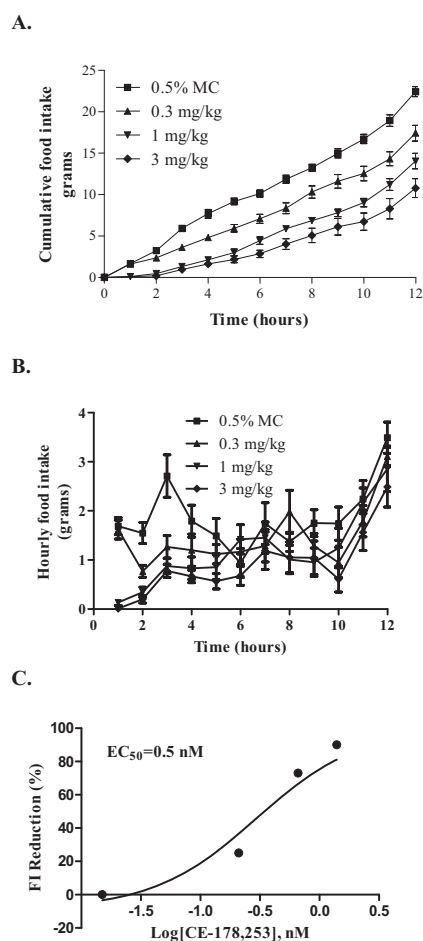 A.
25
20
15
10
5
0
Cumulative food intake
grams
0.5% MC
0.3 mg/kg
1 mg/kg
3 mg/kg
0 2 4 6 8 10 12
Time (hours)
B.
4
3
2
1
0
Hourly food intake
(grams)
0.5% MC
0.3 mg/kg
1 mg/kg
3 mg/kg
0 2 4 6 8 10 12
Time (hours)
C.
100
80
60
40
20
0
-20
FI Reduction (%)
EC50=0.5 nM
-1.5 -1.0 -0.5 0.0 0.5
Log[CE-178,253], nM